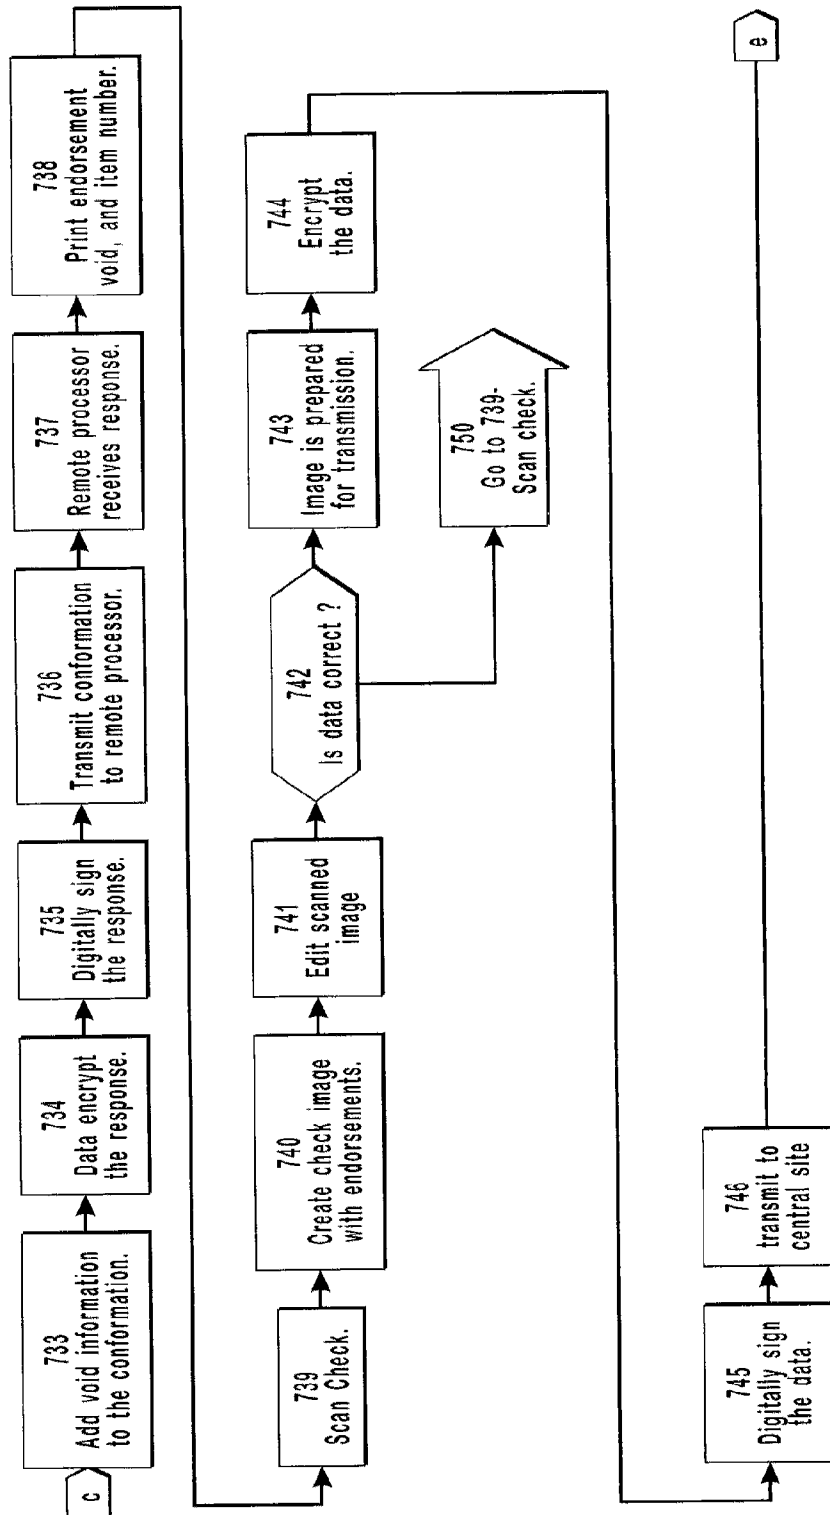 c
733
Add void information
to the conformation.
734
Data encrypt
the response.
735
Digitally sign
the response.
736
Transmit conformation
to remote processor.
737
Remote processor
receives response.
738
Print endorsement
void, and item number.
739
Scan Check.
740
Create check image
with endorsements.
741
Edit scanned
image
742
Is data correct ?
743
Image is prepared
for transmission.
744
Encrypt
the data.
750
Go to 739-
Scan check.
745
Digitally sign
the data.
746
transmit to
central site
e